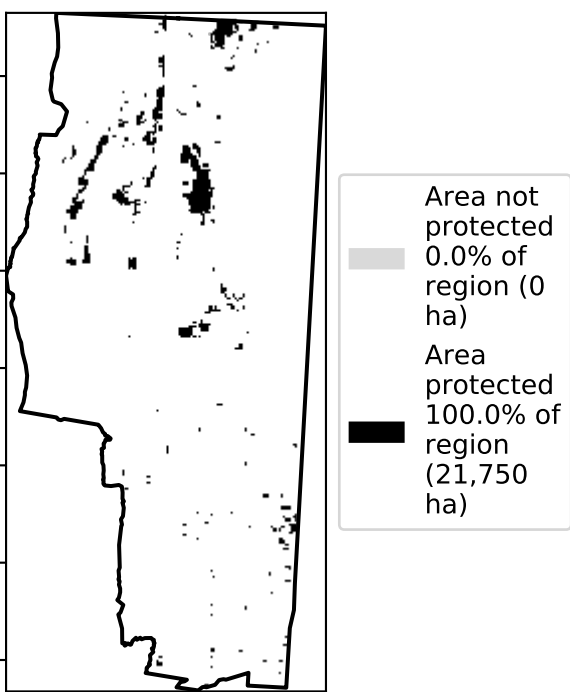 Area not
protected
0.0% of
region (0
ha)
Area
protected
100.0% of
region
(21,750
ha)